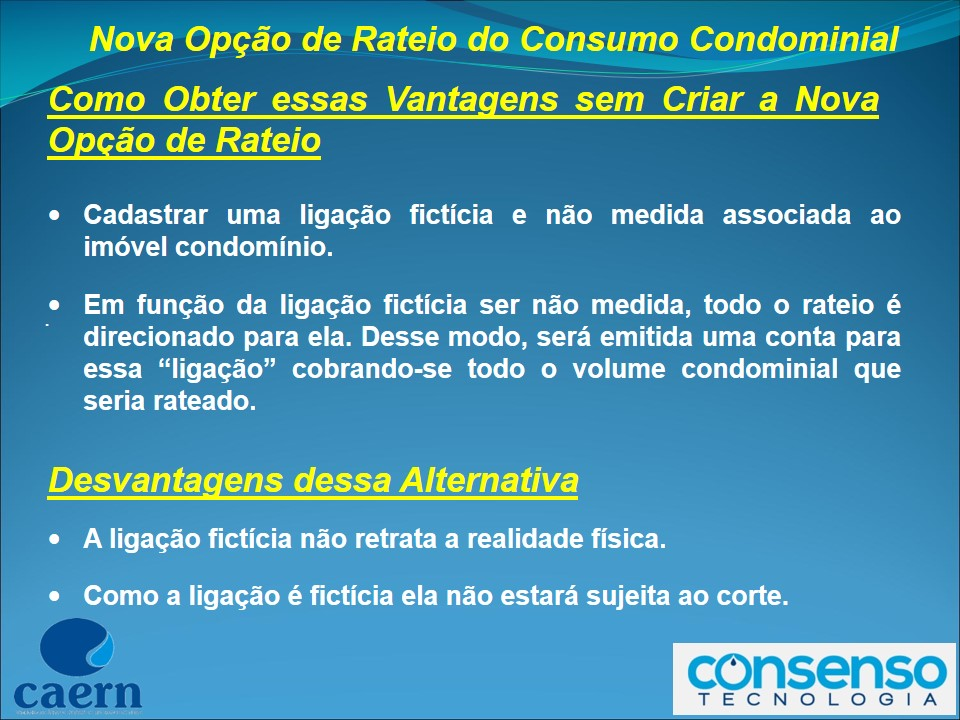 Nova Opção de Rateio do Consumo Condominial
Como Obter essas Vantagens sem Criar a Nova
Opção de Rateio
• Cadastrar uma ligação fictícia e não medida associada ao
imóvel condomínio.
• Em função da ligação fictícia ser não medida, todo o rateio é
direcionado para ela. Desse modo, será emitida uma conta para
essa “ligação” cobrando-se todo o volume condominial que
seria rateado.
Desvantagens dessa Alternativa
• A ligação fictícia não retrata a realidade física.
• Como a ligação é fictícia ela não estará sujeita ao corte.
caern
consenso
TECNOLOGIA